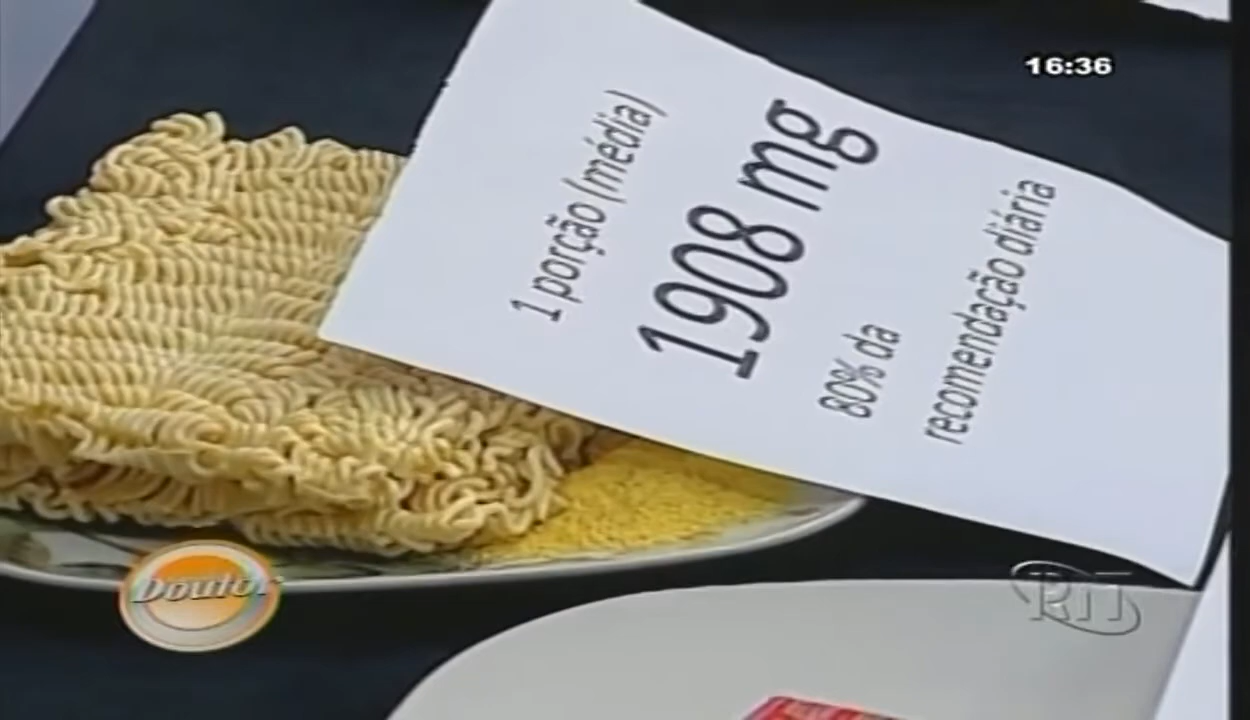 16:36
1 porção (média)
1908 mg
80% da
recomendação diária
Doutor
RIT